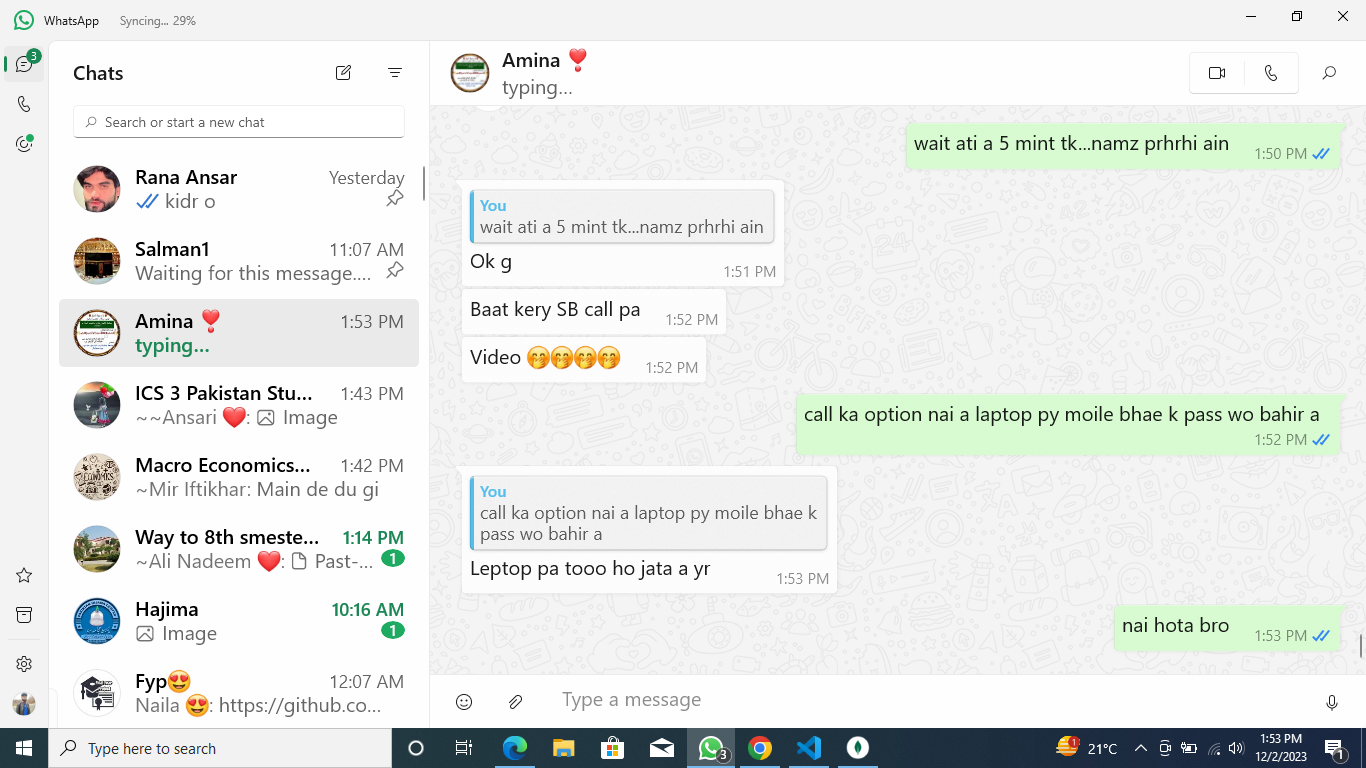 WhatsApp Syncing... 29%
3
Chats
Search or start a new chat
Rana Ansar Yesterday
kidr o
Salman1 11:07 AM
Waiting for this message....
Amina 1:53 PM
typing...
ICS 3 Pakistan Stu... 1:43 PM
~~Ansari ❤️: Image
Macro Economics... 1:42 PM
~Mir Iftikhar: Main de du gi
Way to 8th smeste... 1:14 PM
~Ali Nadeem ❤️: Past-... 1
Hajima 10:16 AM
Image 1
Fyp😍 12:07 AM
Naila 😍: https://github.co...
Amina ❣️
typing...
wait ati a 5 mint tk...namz prhrhi ain 1:50 PM
You
wait ati a 5 mint tk...namz prhrhi ain
Ok g 1:51 PM
Baat kery SB call pa 1:52 PM
Video 🤭🤭🤭🤭 1:52 PM
call ka option nai a laptop py moile bhae k pass wo bahir a
1:52 PM
You
call ka option nai a laptop py moile bhae k
pass wo bahir a
Leptop pa tooo ho jata a yr 1:53 PM
nai hota bro 1:53 PM
Type a message
Type here to search
3
1
21°C
1:53 PM
12/2/2023
1